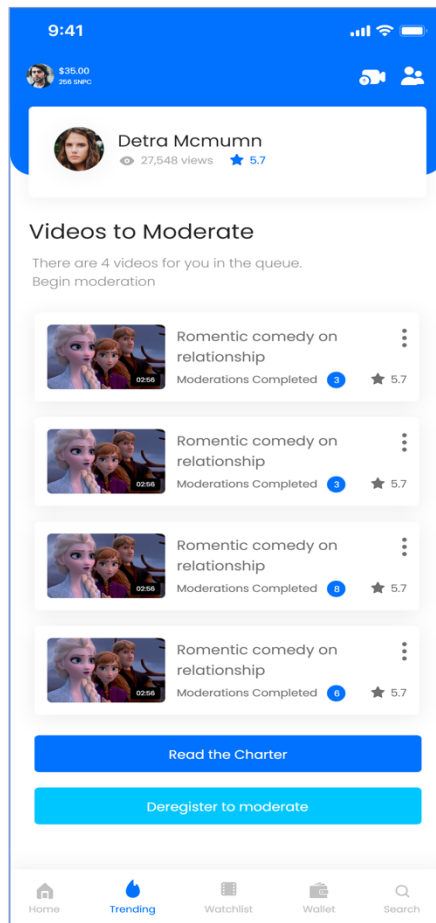 9:41
$35.00
256 SNPC
Detra Mcmumn
27,548 views 5.7
Videos to Moderate
There are 4 videos for you in the queue.
Begin moderation
Romentic comedy on
relationship
02:56
Moderations Completed 3 5.7
Romentic comedy on
relationship
02:56
Moderations Completed 3 5.7
Romentic comedy on
relationship
02:56
Moderations Completed 8 5.7
Romentic comedy on
relationship
02:56
Moderations Completed 6 5.7
Read the Charter
Deregister to moderate
Home Trending Watchlist Wallet Search